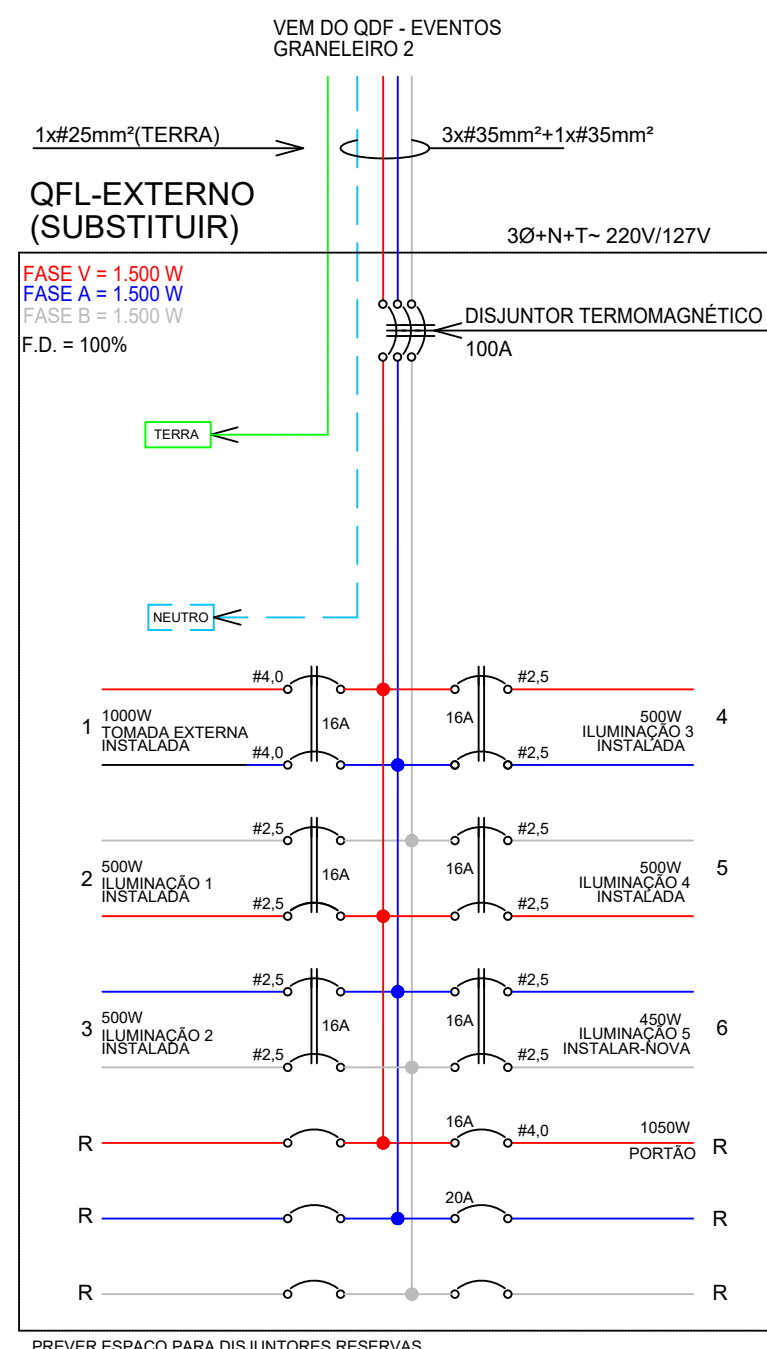 VEM DO QDF - EVENTOS
GRANELEIRO 2
1x#25mm²(TERRA)
3x#35mm²+1x#35mm²
QFL-EXTERNO
(SUBSTITUIR)
3Ø+N+T~ 220V/127V
FASE V = 1.500 W
FASE A = 1.500 W
FASE B = 1.500 W
F.D. = 100%
DISJUNTOR TERMOMAGNÉTICO
100A
TERRA
NEUTRO
#4,0
#2,5
1
1000W
TOMADA EXTERNA
INSTALADA
16A
16A
500W
ILUMINAÇÃO 3
INSTALADA
4
#4,0
#2,5
#2,5
#2,5
2
500W
ILUMINAÇÃO 1
INSTALADA
16A
16A
500W
ILUMINAÇÃO 4
INSTALADA
5
#2,5
#2,5
#2,5
#2,5
3
500W
ILUMINAÇÃO 2
INSTALADA
16A
16A
450W
ILUMINAÇÃO 5
INSTALAR-NOVA
6
#2,5
#2,5
R
16A
#4,0
1050W
PORTÃO
R
R
20A
R
R
R
PREVER ESPAÇO PARA DISJUNTORES RESERVAS